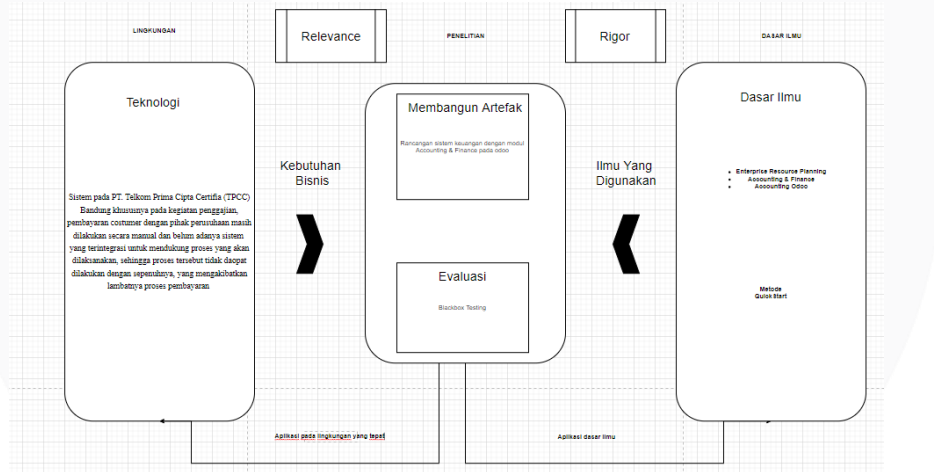 LINGKUNGAN
Relevance
PENELITIAN
Rigor
DASAR ILMU
Teknologi
Sistem pada PT. Telkom Prima Cipta Certifia (TPCC)
Bandung khususnya pada kegiatan penggajian,
pembayaran costumer dengan pihak perusuhaan masih
dilakukan secara manual dan belum adanya sistem
yang terintegrasi untuk mendukung proses yang akan
dilaksanakan, sehingga proses tersebut tidak daopat
dilakukan dengan sepenuhnya, yang mengakibatkan
lambatnya proses pembayaran
Kebutuhan
Bisnis
Membangun Artefak
Rancangan sistem keuangan dengan modul
Accounting & Finance pada odoo
Evaluasi
Blackbox Testing
Ilmu Yang
Digunakan
Dasar Ilmu
• Enterprise Resource Planning
• Accounting & Finance
• Accounting Odoo
Metode
QuickStart
Aplikasi pada lingkungan yang tepat
Aplikasi dasar ilmu